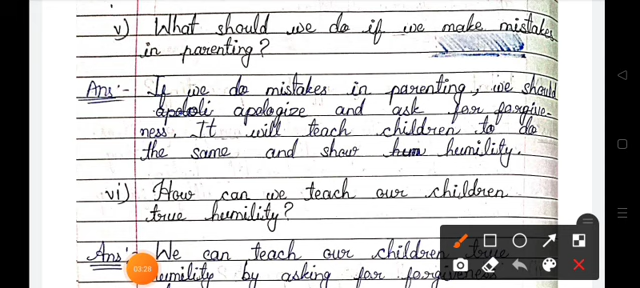 v) What should we do if we make mistakes
in parenting?
Ans:- If we do mistakes in parenting, we should
apologize and ask for forgive-
ness. It will teach children to do
the same and show humility.
vi) How can we teach our children
true humility?
Ans:- We can teach our children true
humility by asking for forgiveness
03:28